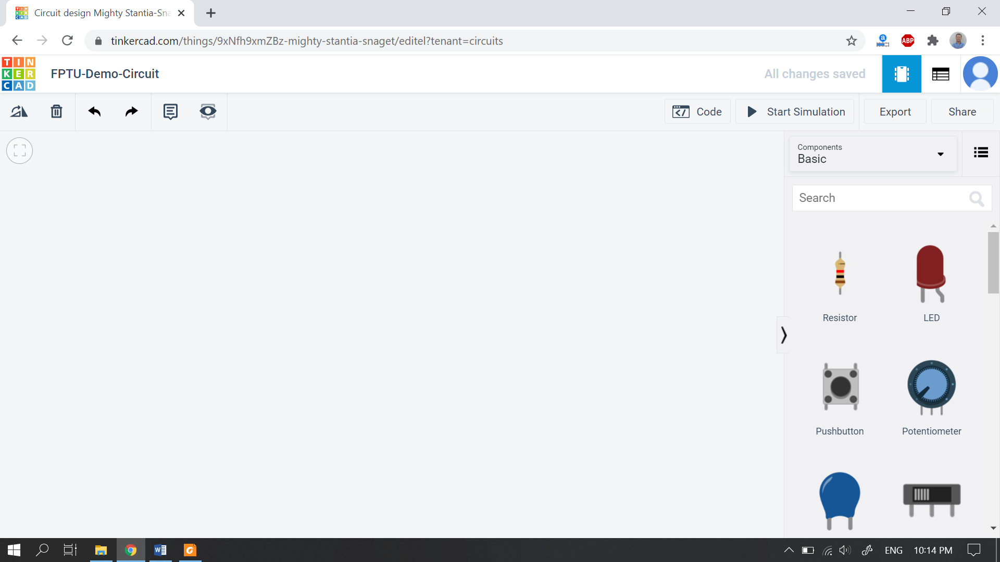 Circuit design Mighty Stantia-Sna
tinkercad.com/things/9xNfh9xmZBz-mighty-stantia-snaget/editel?tenant=circuits
ABP
TIN
KER
CAD
FPTU-Demo-Circuit
All changes saved
Code
Start Simulation
Export
Share
Components
Basic
Search
Resistor
LED
Pushbutton
Potentiometer
ENG
10:14 PM